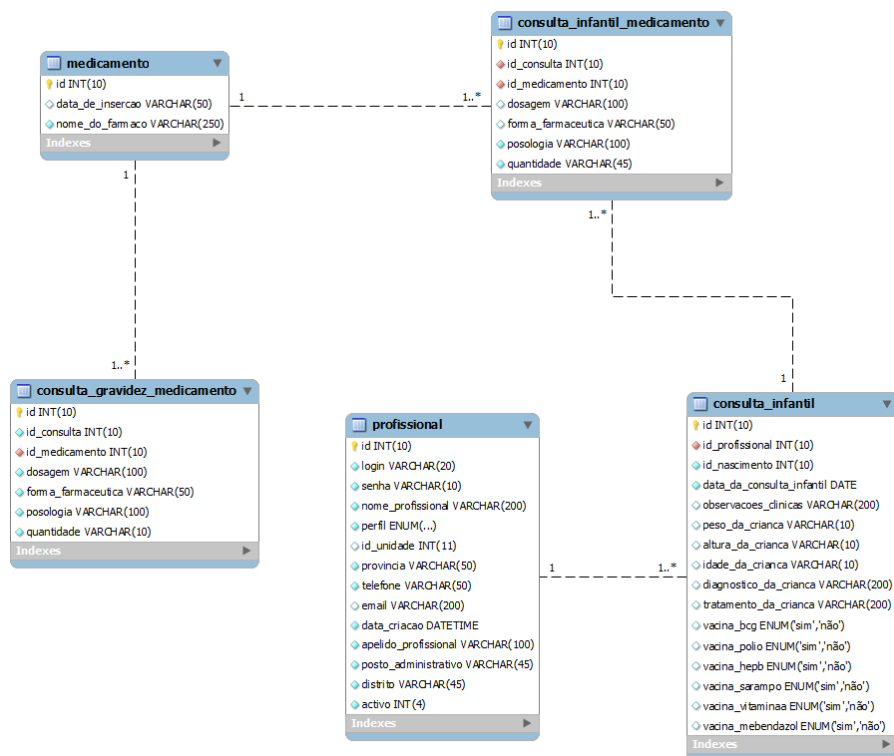 medicamento
id INT(10)
data_de_insercao VARCHAR(50)
nome_do_farmaco VARCHAR(250)
Indexes
1
1..*
consulta_infantil_medicamento
id INT(10)
id_consulta INT(10)
id_medicamento INT(10)
dosagem VARCHAR(100)
forma_farmaceutica VARCHAR(50)
posologia VARCHAR(100)
quantidade VARCHAR(45)
Indexes
1
1..*
1..*
1
consulta_gravidez_medicamento
id INT(10)
id_consulta INT(10)
id_medicamento INT(10)
dosagem VARCHAR(100)
forma_farmaceutica VARCHAR(50)
posologia VARCHAR(100)
quantidade VARCHAR(10)
Indexes
profissional
id INT(10)
login VARCHAR(20)
senha VARCHAR(10)
nome_profissional VARCHAR(200)
perfil ENUM(...)
id_unidade INT(11)
provincia VARCHAR(50)
telefone VARCHAR(50)
email VARCHAR(200)
data_criacao DATETIME
apelido_profissional VARCHAR(100)
posto_administrativo VARCHAR(45)
distrito VARCHAR(45)
activo INT(4)
Indexes
1
1..*
consulta_infantil
id INT(10)
id_profissional INT(10)
id_nascimento INT(10)
data_da_consulta_infantil DATE
observacoes_clinicas VARCHAR(200)
peso_da_crianca VARCHAR(10)
altura_da_crianca VARCHAR(10)
idade_da_crianca VARCHAR(10)
diagnostico_da_crianca VARCHAR(200)
tratamento_da_crianca VARCHAR(200)
vacina_bcg ENUM('sim','não')
vacina_polio ENUM('sim','não')
vacina_hepb ENUM('sim','não')
vacina_sarampo ENUM('sim','não')
vacina_vitaminaa ENUM('sim','não')
vacina_mebendazol ENUM('sim','não')
Indexes